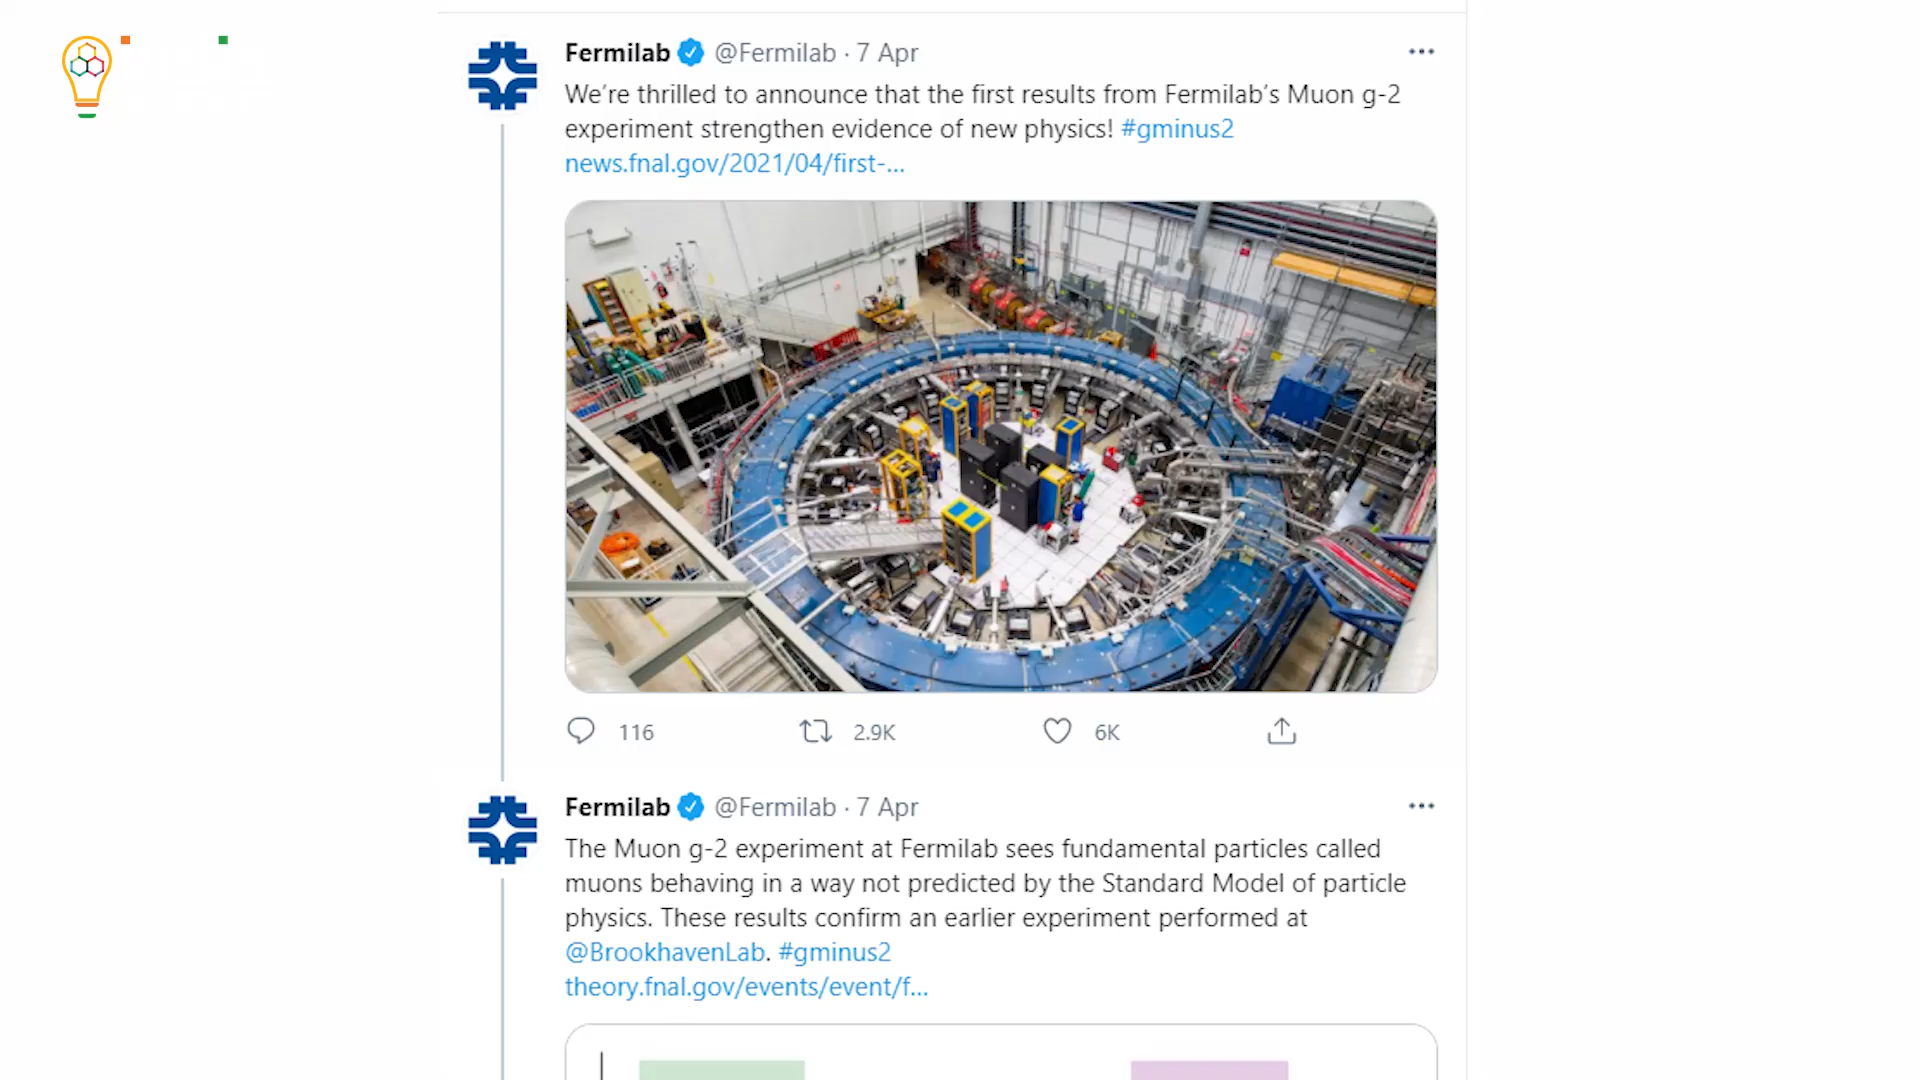 Fermilab @Fermilab · 7 Apr
We’re thrilled to announce that the first results from Fermilab’s Muon g-2
experiment strengthen evidence of new physics! #gminus2
news.fnal.gov/2021/04/first-...
116 2.9K 6K
Fermilab @Fermilab · 7 Apr
The Muon g-2 experiment at Fermilab sees fundamental particles called
muons behaving in a way not predicted by the Standard Model of particle
physics. These results confirm an earlier experiment performed at
@BrookhavenLab. #gminus2
theory.fnal.gov/events/event/f...